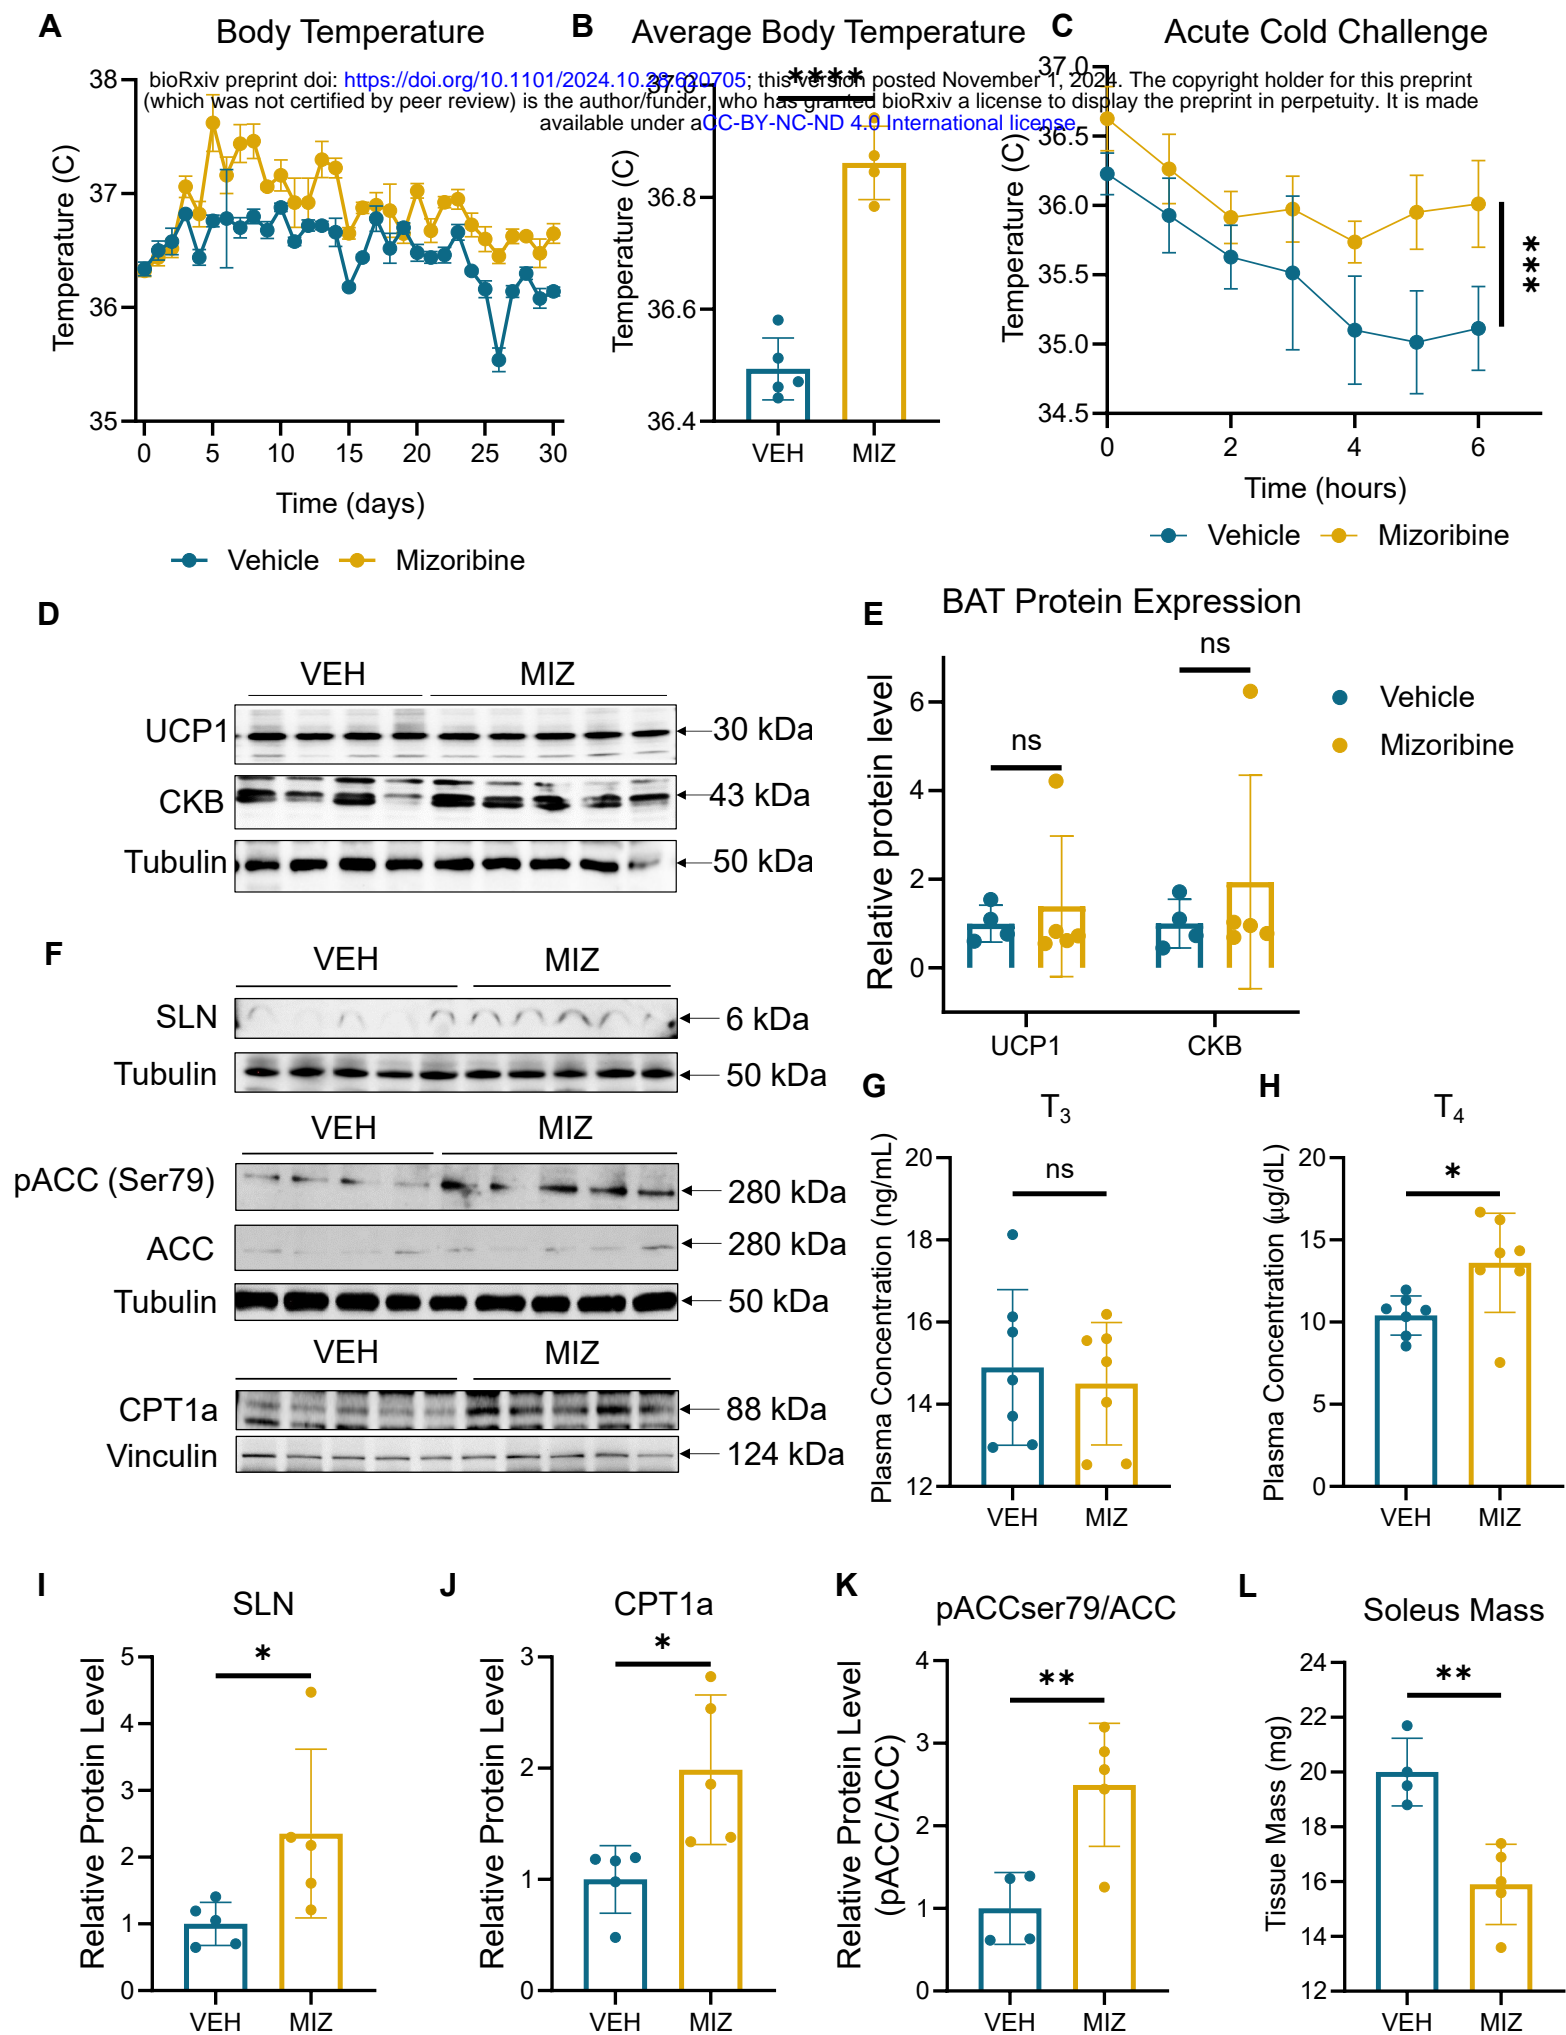 A
Body Temperature
B
Average Body Temperature
C
Acute Cold Challenge
bioRxiv preprint doi: https://doi.org/10.1101/2024.10.28.620705; this version posted November 1, 2024. The copyright holder for this preprint
(which was not certified by peer review) is the author/funder, who has granted bioRxiv a license to display the preprint in perpetuity. It is made
available under aCC-BY-NC-ND 4.0 International license.
Temperature (C)
38
37
36
35
0 5 10 15 20 25 30
Time (days)
Vehicle Mizoribine
Temperature (C)
37.0
36.8
36.6
36.4
****
VEH MIZ
Temperature (C)
37.0
36.5
36.0
35.5
35.0
34.5
***
0 2 4 6
Time (hours)
Vehicle Mizoribine
D
VEH MIZ
UCP1 30 kDa
CKB 43 kDa
Tubulin 50 kDa
E
BAT Protein Expression
Relative protein level
6
4
2
0
ns
ns
UCP1 CKB
Vehicle
Mizoribine
F
VEH MIZ
SLN 6 kDa
Tubulin 50 kDa
VEH MIZ
pACC (Ser79) 280 kDa
ACC 280 kDa
Tubulin 50 kDa
VEH MIZ
CPT1a 88 kDa
Vinculin 124 kDa
G
T3
Plasma Concentration (ng/mL)
20
18
16
14
12
ns
VEH MIZ
H
T4
Plasma Concentration (µg/dL)
20
15
10
5
0
*
VEH MIZ
I
SLN
Relative Protein Level
5
4
3
2
1
0
*
VEH MIZ
J
CPT1a
Relative Protein Level
3
2
1
0
*
VEH MIZ
K
pACCser79/ACC
Relative Protein Level
(pACC/ACC)
4
3
2
1
0
**
VEH MIZ
L
Soleus Mass
Tissue Mass (mg)
24
22
20
18
16
14
12
**
VEH MIZ